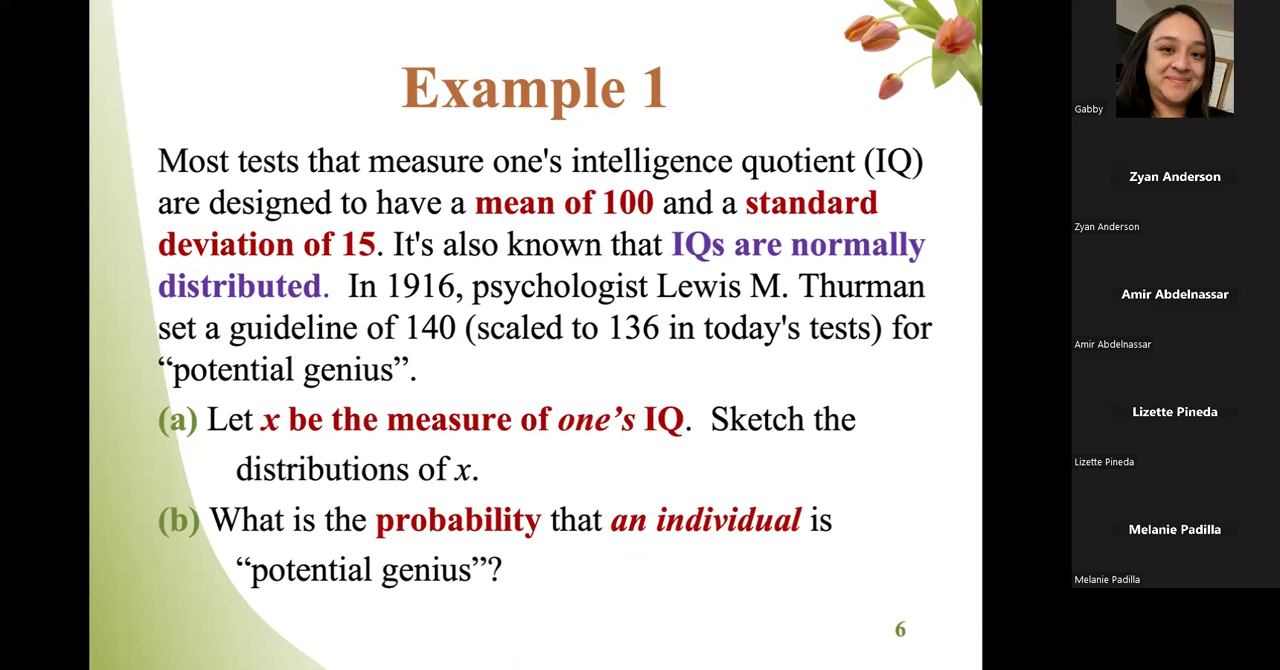 Example 1
Most tests that measure one's intelligence quotient (IQ)
are designed to have a mean of 100 and a standard
deviation of 15. It's also known that IQs are normally
distributed. In 1916, psychologist Lewis M. Thurman
set a guideline of 140 (scaled to 136 in today's tests) for
“potential genius”.
(a) Let x be the measure of one’s IQ. Sketch the
distributions of x.
(b) What is the probability that an individual is
“potential genius”?
6
Gabby
Zyan Anderson
Zyan Anderson
Amir Abdelnassar
Amir Abdelnassar
Lizette Pineda
Lizette Pineda
Melanie Padilla
Melanie Padilla